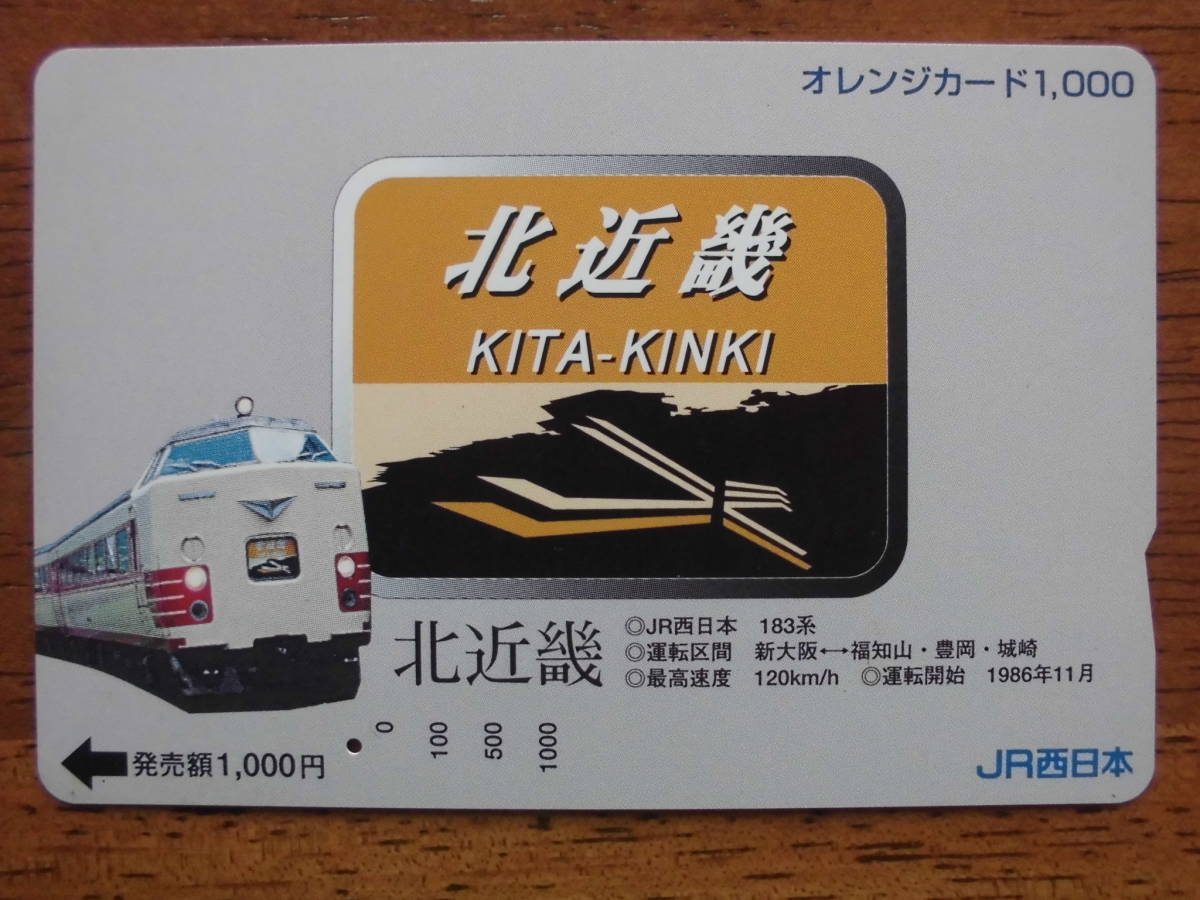 オレンジカード1,000
北近畿
KITA-KINKI
北近畿
◎JR西日本 183系
◎運転区間 新大阪↔福知山・豊岡・城崎
◎最高速度 120km/h ◎運転開始 1986年11月
0 100 500 1000
発売額1,000円
JR西日本